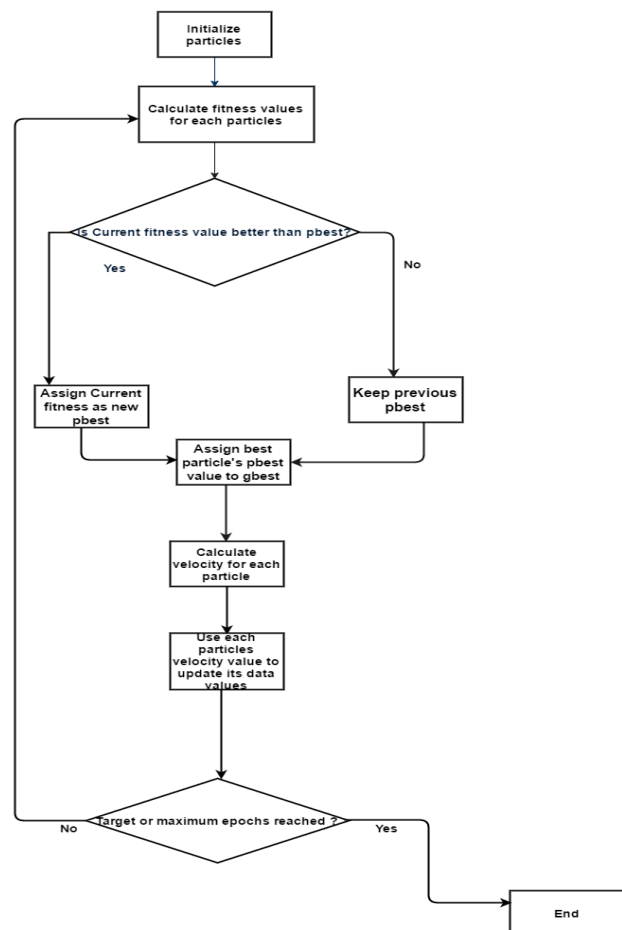 Initialize
particles
Calculate fitness values
for each particles
Is Current fitness value better than pbest?
Yes
No
Assign Current
fitness as new
pbest
Keep previous
pbest
Assign best
particle's pbest
value to gbest
Calculate
velocity for each
particle
Use each
particles
velocity value to
update its data
values
Target or maximum epochs reached ?
No
Yes
End